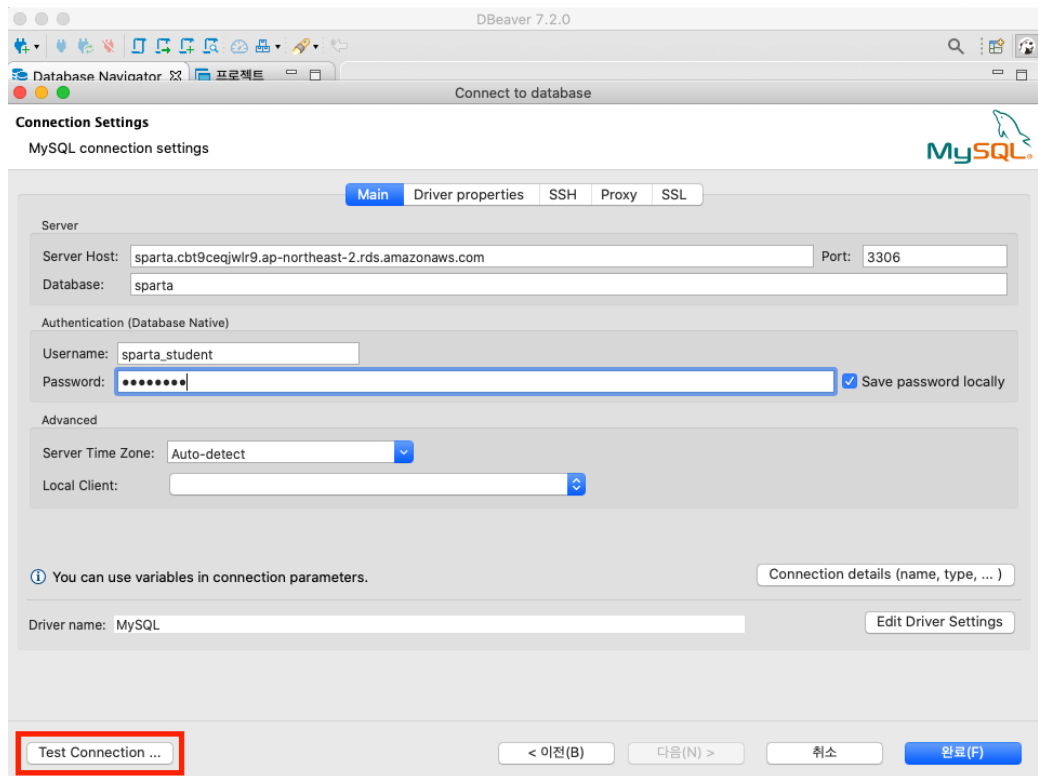 DBeaver 7.2.0
Database Navigator 프로젝트
Connect to database
Connection Settings
MySQL connection settings
MySQL
Main Driver properties SSH Proxy SSL
Server
Server Host: sparta.cbt9ceqjwlr9.ap-northeast-2.rds.amazonaws.com Port: 3306
Database: sparta
Authentication (Database Native)
Username: sparta_student
Password: •••••••• Save password locally
Advanced
Server Time Zone: Auto-detect
Local Client:
You can use variables in connection parameters.
Connection details (name, type, ... )
Driver name: MySQL
Edit Driver Settings
Test Connection ... < 이전(B) 다음(N) > 취소 완료(F)